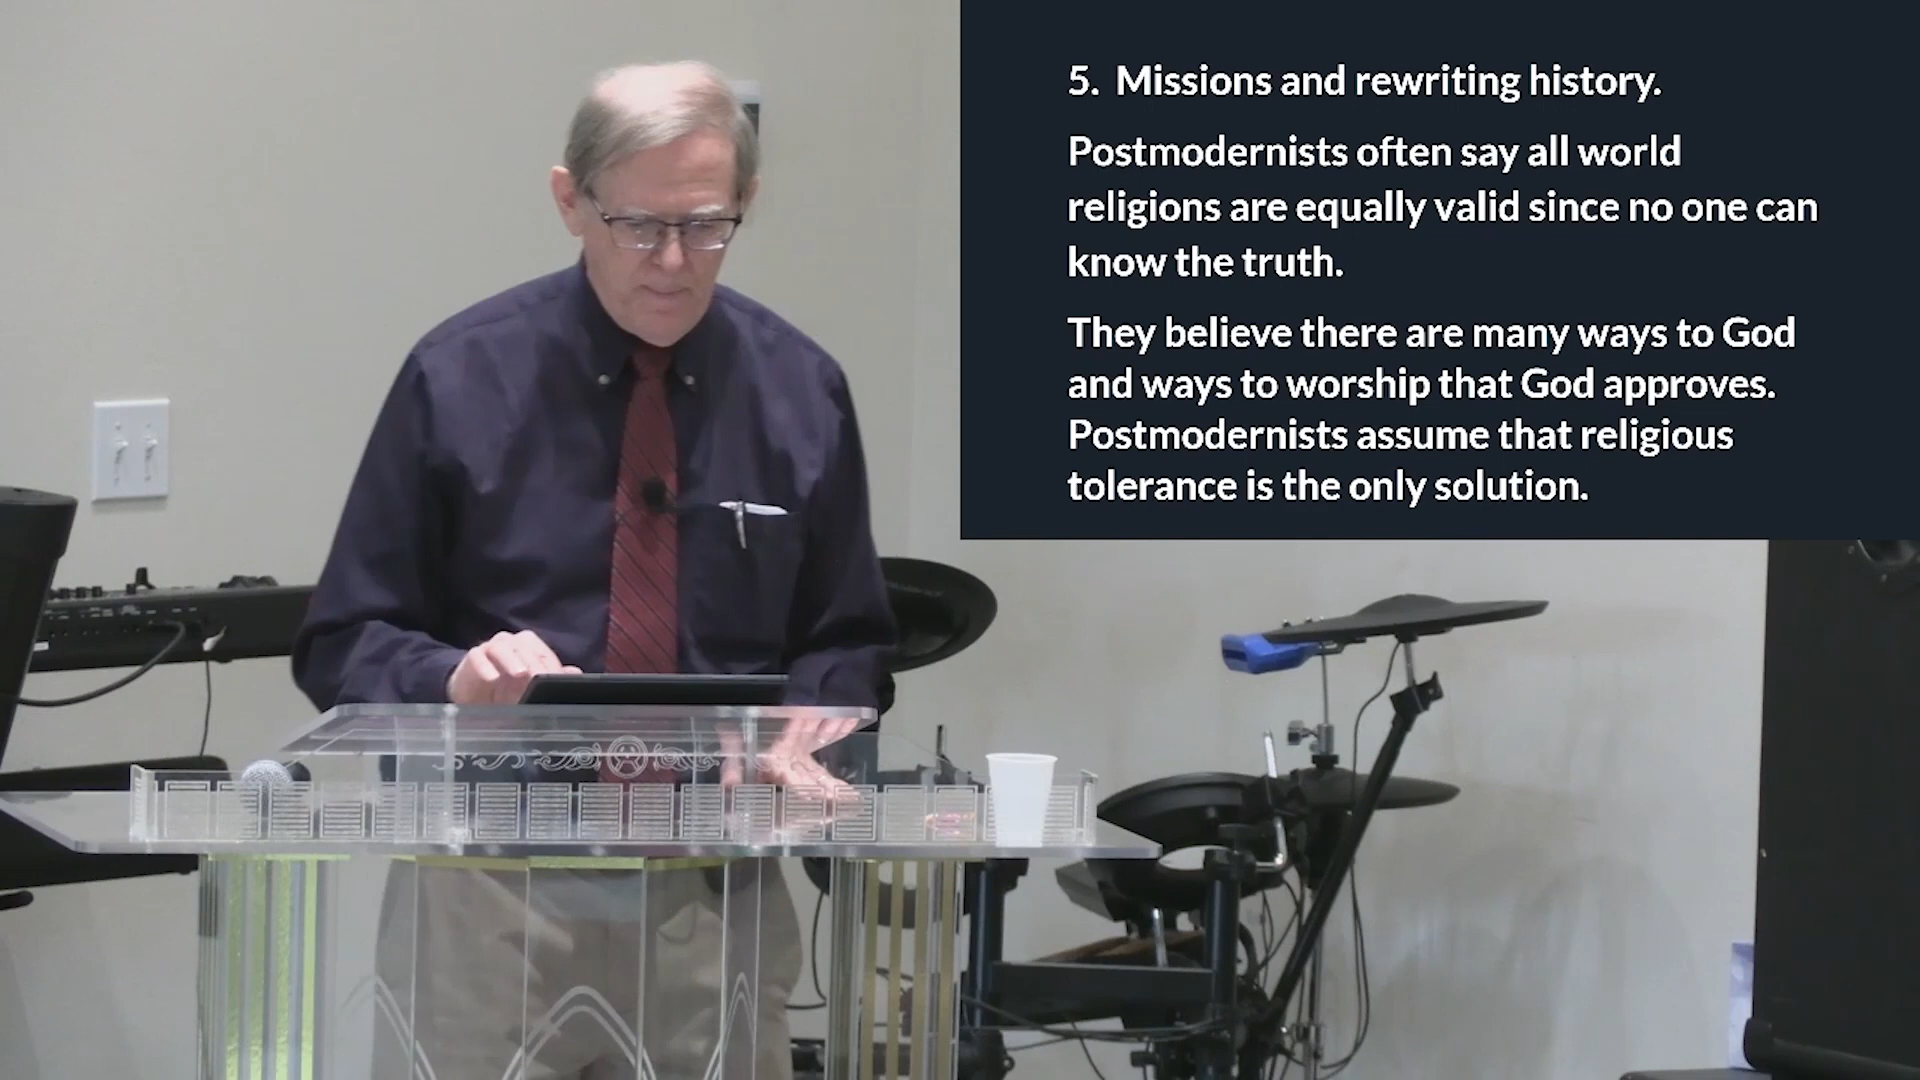 5. Missions and rewriting history.
Postmodernists often say all world
religions are equally valid since no one can
know the truth.
They believe there are many ways to God
and ways to worship that God approves.
Postmodernists assume that religious
tolerance is the only solution.